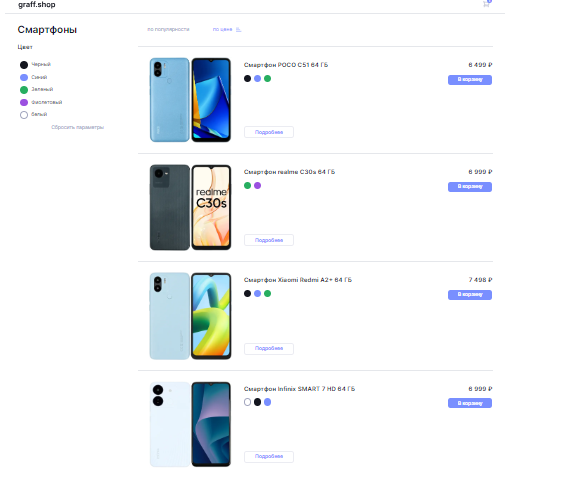 graff.shop
Смартфоны
по популярности
по цене
Цвет
Черный
Синий
Зеленый
Фиолетовый
белый
Сбросить параметры
Смартфон POCO C51 64 ГБ
6 499 ₽
В корзину
Подробнее
Смартфон realme C30s 64 ГБ
6 999 ₽
В корзину
realme
C30s
Подробнее
Смартфон Xiaomi Redmi A2+ 64 ГБ
7 498 ₽
В корзину
Подробнее
Смартфон Infinix SMART 7 HD 64 ГБ
6 999 ₽
В корзину
Подробнее